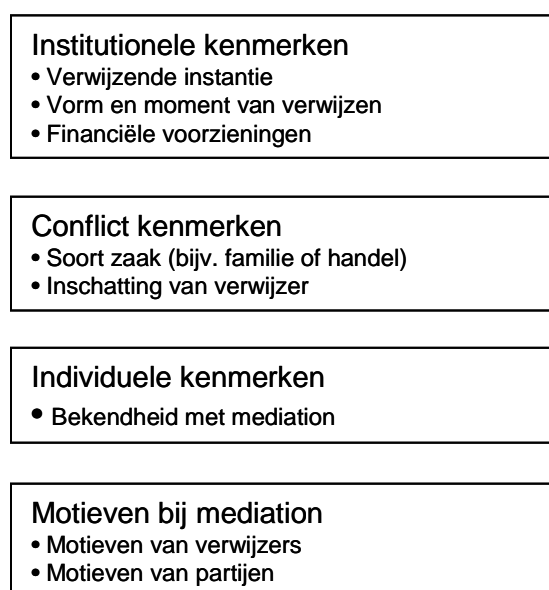 Institutionele kenmerken
• Verwijzende instantie
• Vorm en moment van verwijzen
• Financiële voorzieningen
Conflict kenmerken
• Soort zaak (bijv. familie of handel)
• Inschatting van verwijzer
Individuele kenmerken
• Bekendheid met mediation
Motieven bij mediation
• Motieven van verwijzers
• Motieven van partijen